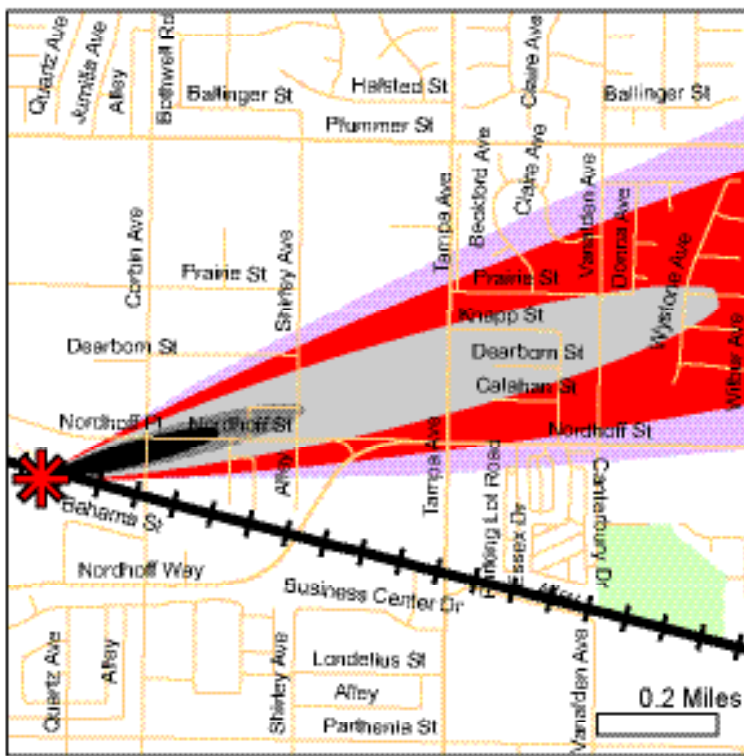 Quartz Ave
Jumilla Ave
Alley
Bothwell Rd
Claire Ave
Ballinger St
Halsted St
Ballinger St
Plummer St
Corbin Ave
Shirley Ave
Tampa Ave
Beckford Ave
Claire Ave
Vanalden Ave
Donna Ave
Prairie St
Prairie St
Wystone Ave
Knapp St
Dearborn St
Dearborn St
Wilbur Ave
Calahan St
Nordhoff Pl
Nordhoff St
Nordhoff St
Alley
Tampa Ave
Parking Lot Road
Essex Dr
Canterbury Dr
Bahama St
Nordhoff Way
Business Center Dr
Alley
Quartz Ave
Alley
Shirley Ave
Londelius St
Alley
Parthenia St
Vanalden Ave
0.2 Miles